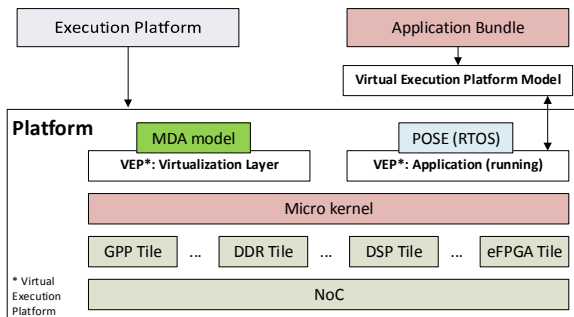 Execution Platform
Application Bundle
Virtual Execution Platform Model
Platform
MDA model
POSE (RTOS)
VEP*: Virtualization Layer
VEP*: Application (running)
Micro kernel
GPP Tile ... DDR Tile ... DSP Tile ... eFPGA Tile
* Virtual
Execution
Platform
NoC